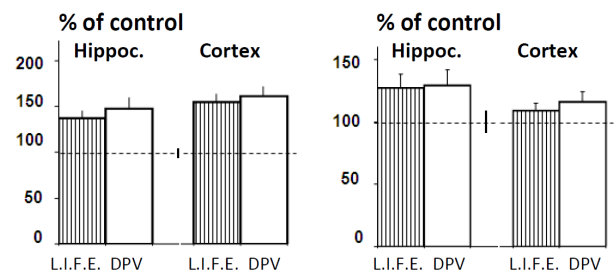 % of control
Hippoc. Cortex
200
150
100
50
0
L.I.F.E. DPV L.I.F.E. DPV
% of control
Hippoc. Cortex
150
100
50
0
L.I.F.E. DPV L.I.F.E. DPV